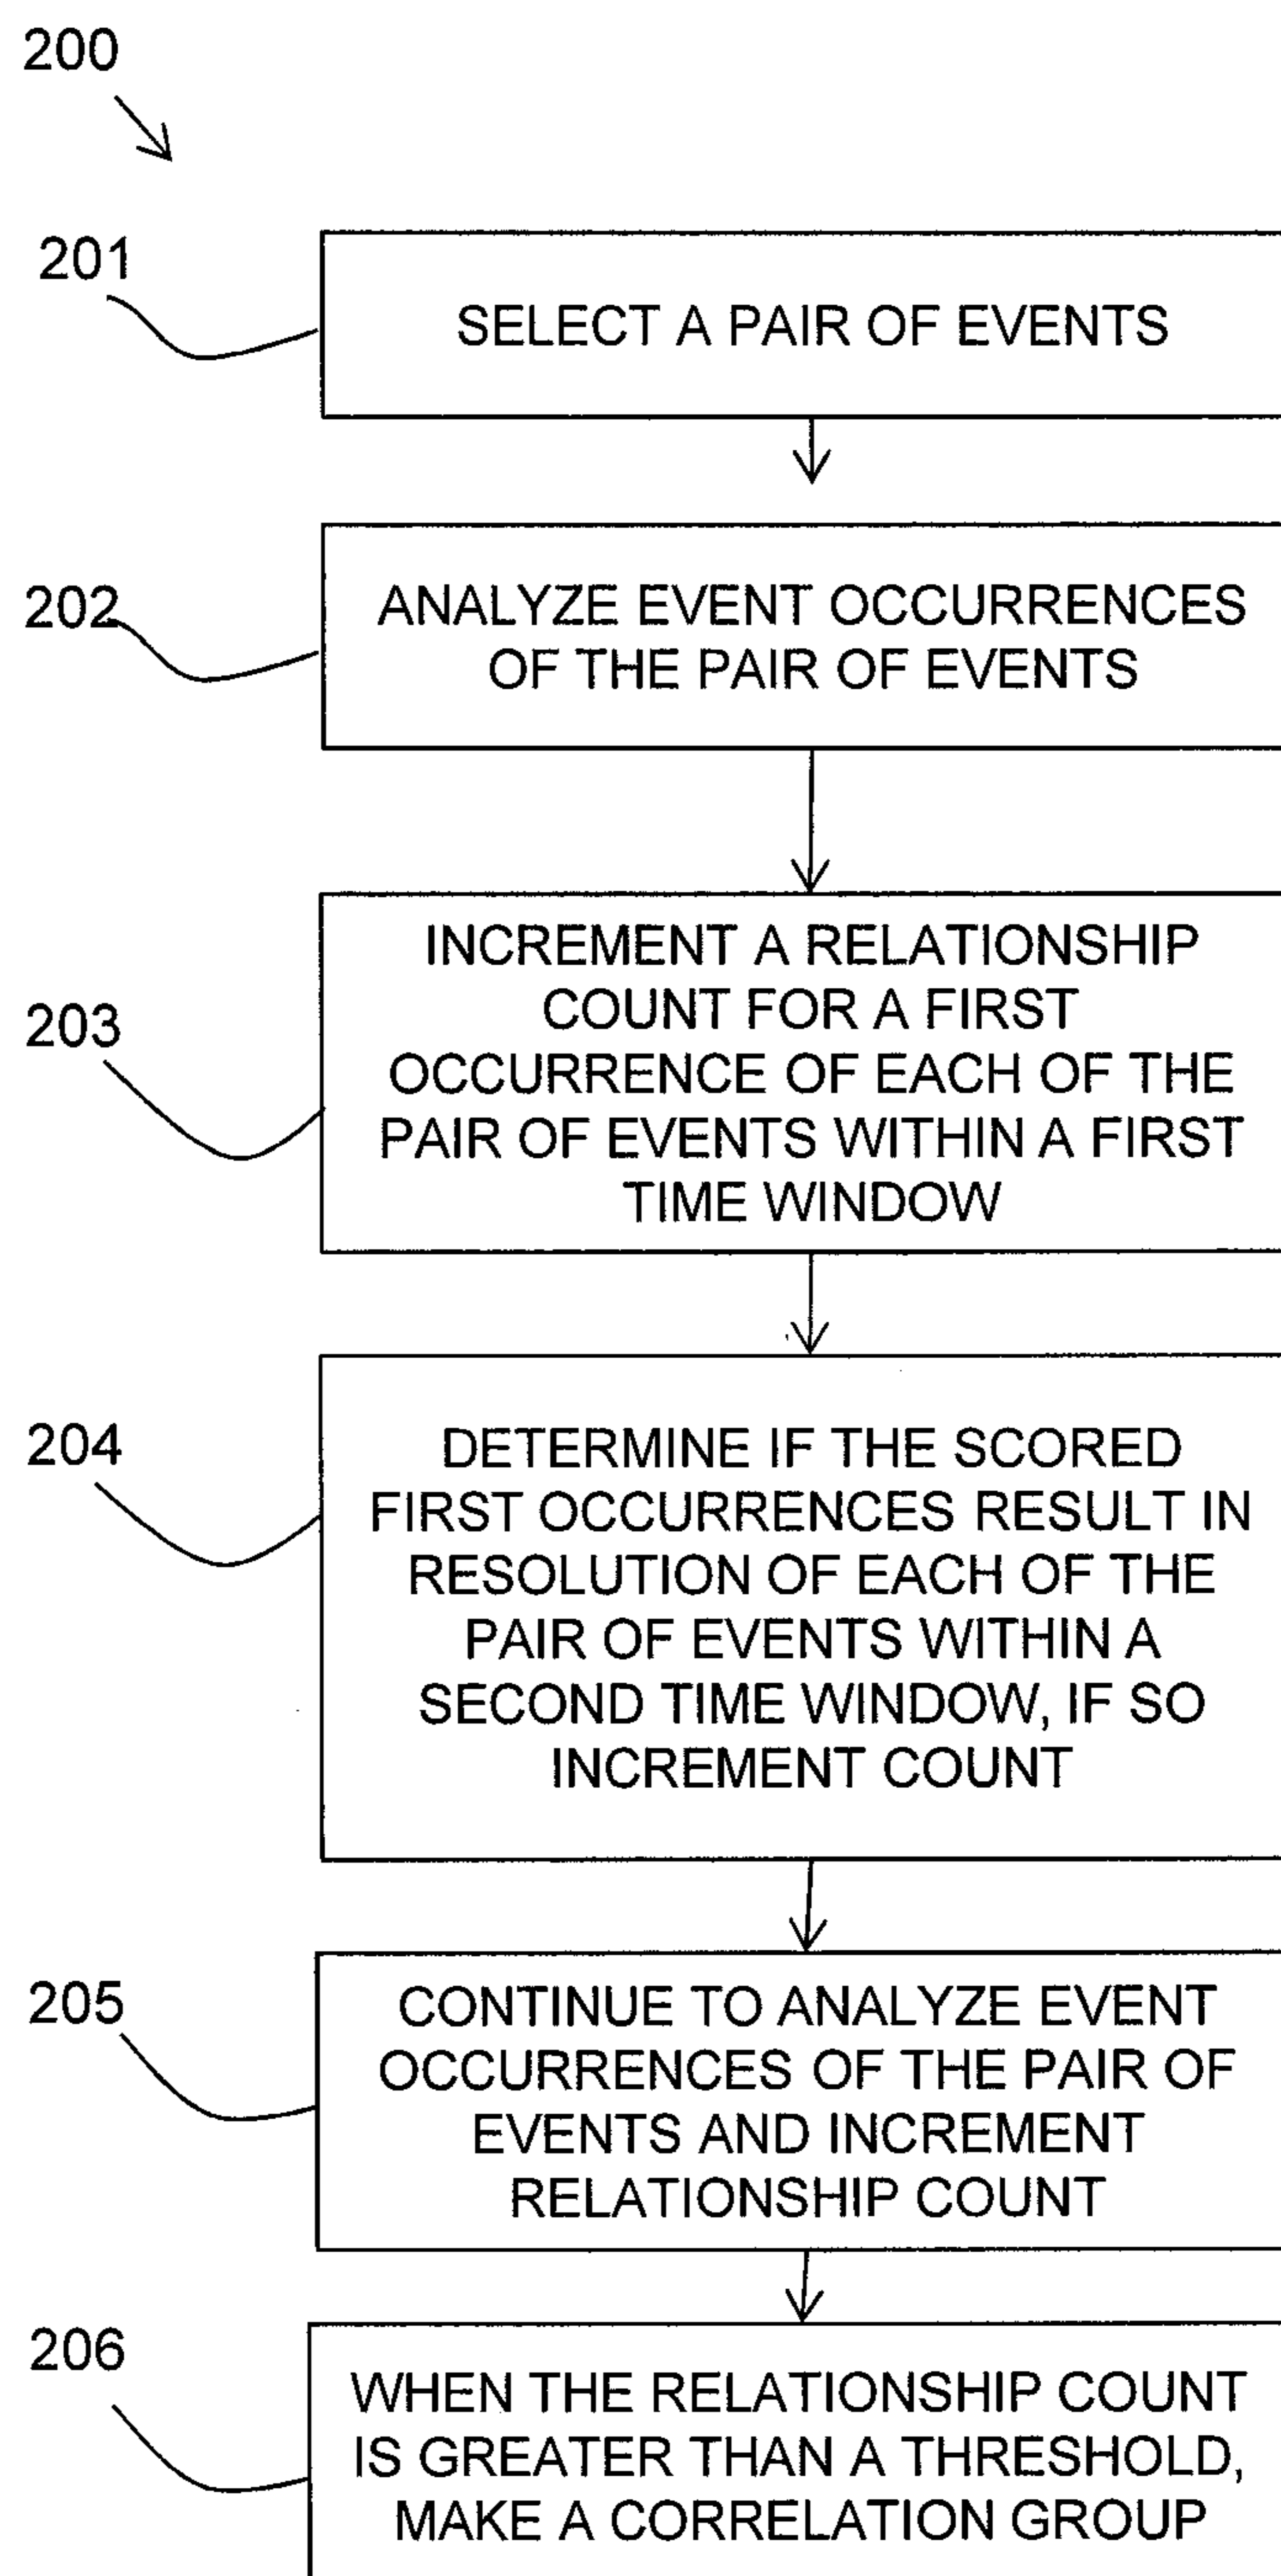 200
201
SELECT A PAIR OF EVENTS
202
ANALYZE EVENT OCCURRENCES
OF THE PAIR OF EVENTS
203
INCREMENT A RELATIONSHIP
COUNT FOR A FIRST
OCCURRENCE OF EACH OF THE
PAIR OF EVENTS WITHIN A FIRST
TIME WINDOW
204
DETERMINE IF THE SCORED
FIRST OCCURRENCES RESULT IN
RESOLUTION OF EACH OF THE
PAIR OF EVENTS WITHIN A
SECOND TIME WINDOW, IF SO
INCREMENT COUNT
205
CONTINUE TO ANALYZE EVENT
OCCURRENCES OF THE PAIR OF
EVENTS AND INCREMENT
RELATIONSHIP COUNT
206
WHEN THE RELATIONSHIP COUNT
IS GREATER THAN A THRESHOLD,
MAKE A CORRELATION GROUP